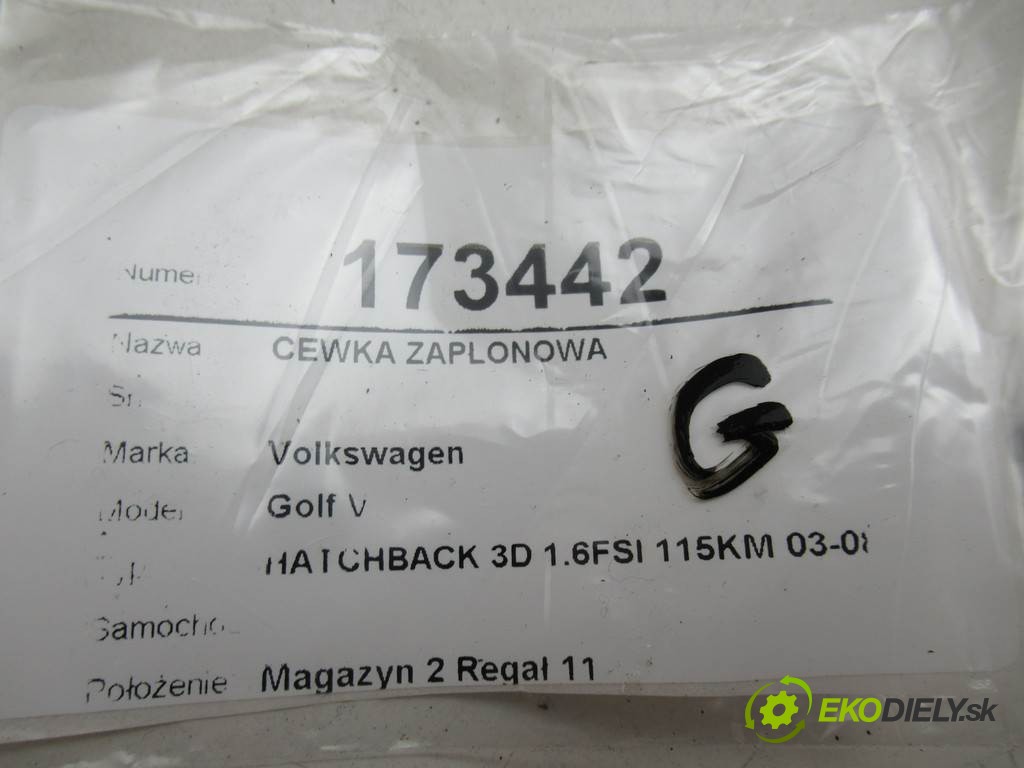 Numer 173442
Nazwa CEWKA ZAPLONOWA
G
Marka Volkswagen
Model Golf V
HATCHBACK 3D 1.6FSI 115KM 03-08
Położenie Magazyn 2 Regał 11
EKODIELY.sk